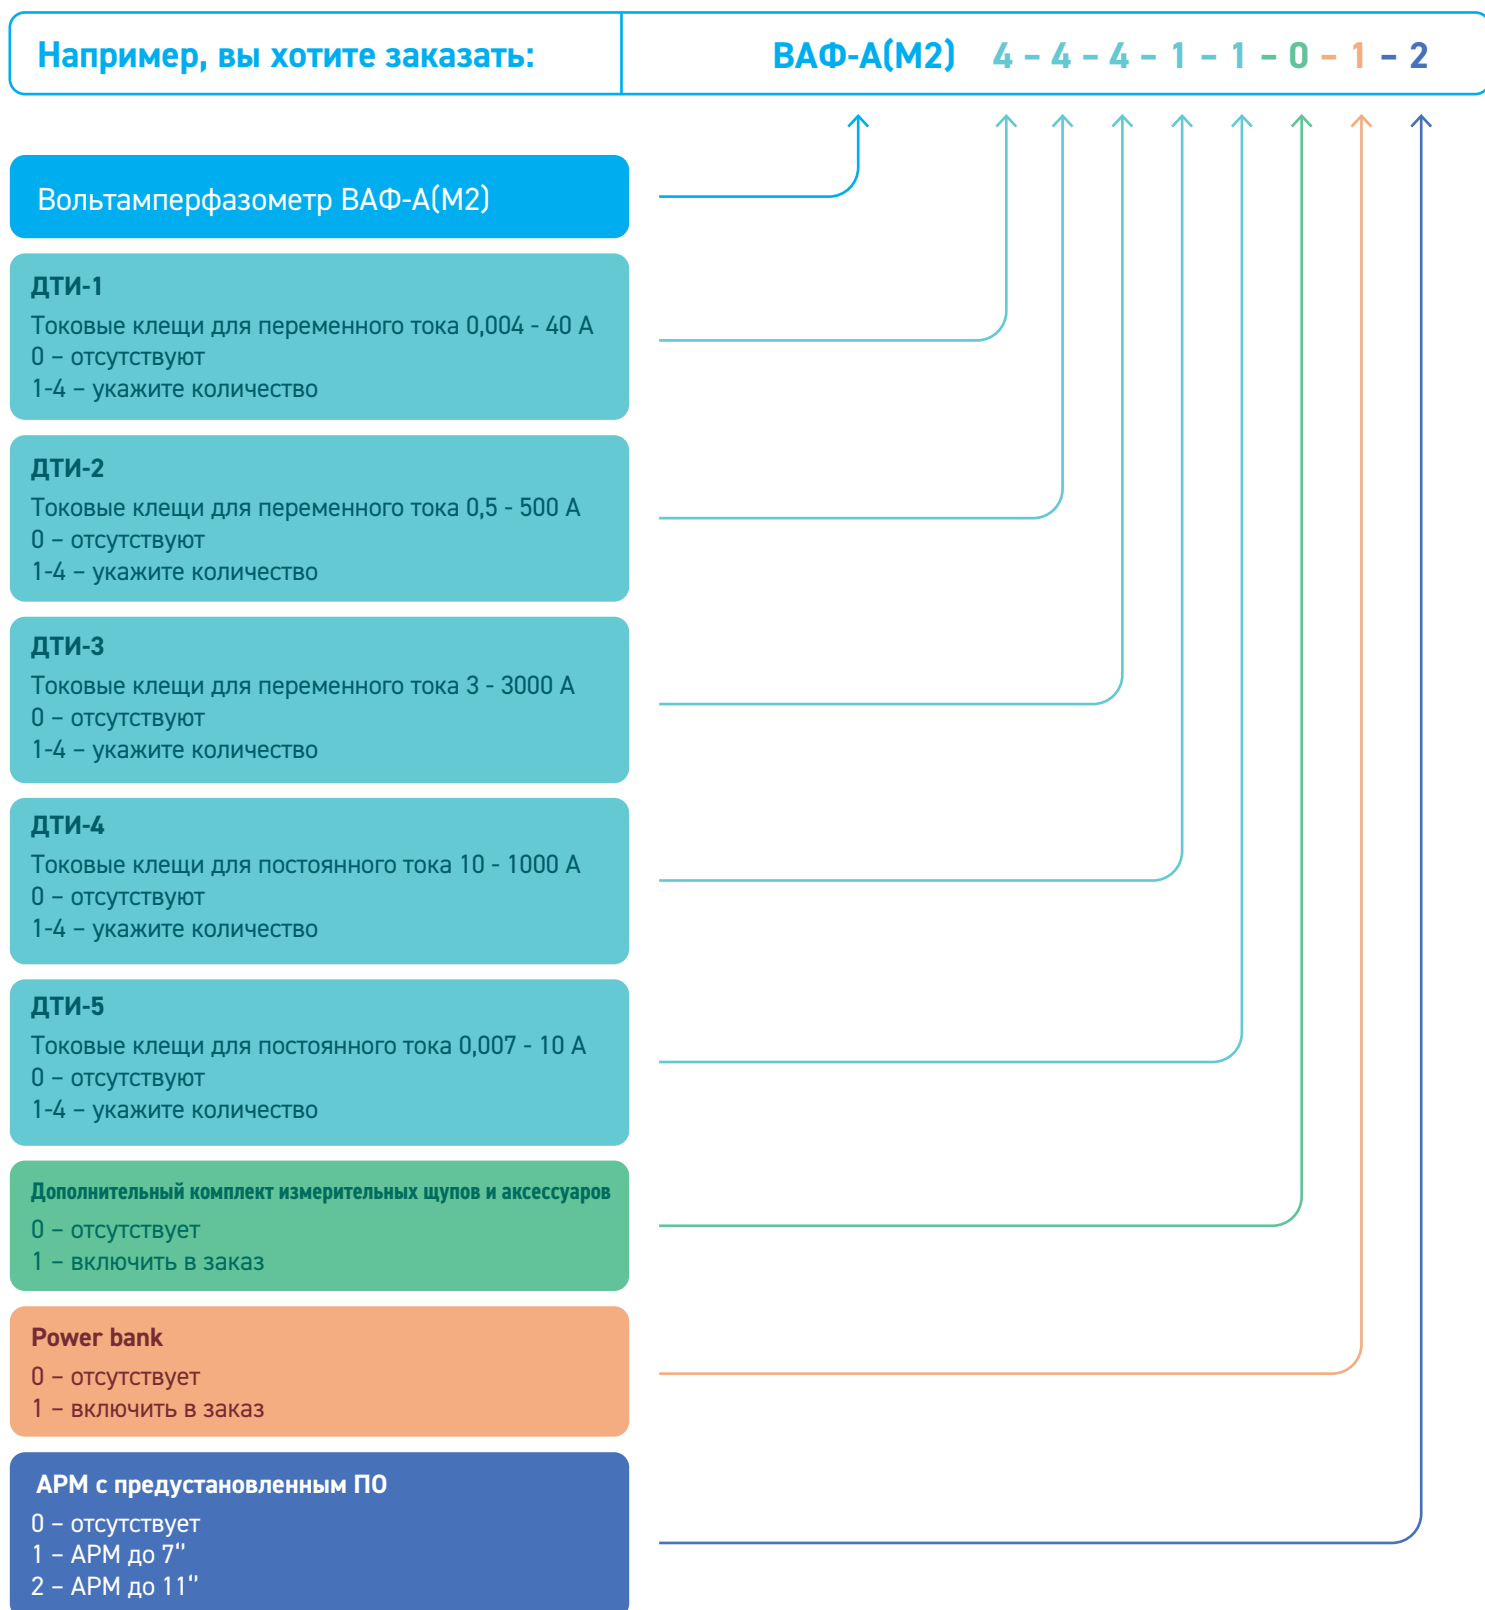 Например, вы хотите заказать:
ВАФ-А(М2) 4 – 4 – 4 – 1 – 1 – 0 – 1 – 2
Вольтамперфазометр ВАФ-А(М2)
ДТИ-1
Токовые клещи для переменного тока 0,004 - 40 А
0 – отсутствуют
1-4 – укажите количество
ДТИ-2
Токовые клещи для переменного тока 0,5 - 500 А
0 – отсутствуют
1-4 – укажите количество
ДТИ-3
Токовые клещи для переменного тока 3 - 3000 А
0 – отсутствуют
1-4 – укажите количество
ДТИ-4
Токовые клещи для постоянного тока 10 - 1000 А
0 – отсутствуют
1-4 – укажите количество
ДТИ-5
Токовые клещи для постоянного тока 0,007 - 10 А
0 – отсутствуют
1-4 – укажите количество
Дополнительный комплект измерительных щупов и аксессуаров
0 – отсутствует
1 – включить в заказ
Power bank
0 – отсутствует
1 – включить в заказ
АРМ с предустановленным ПО
0 – отсутствует
1 – АРМ до 7“
2 – АРМ до 11“